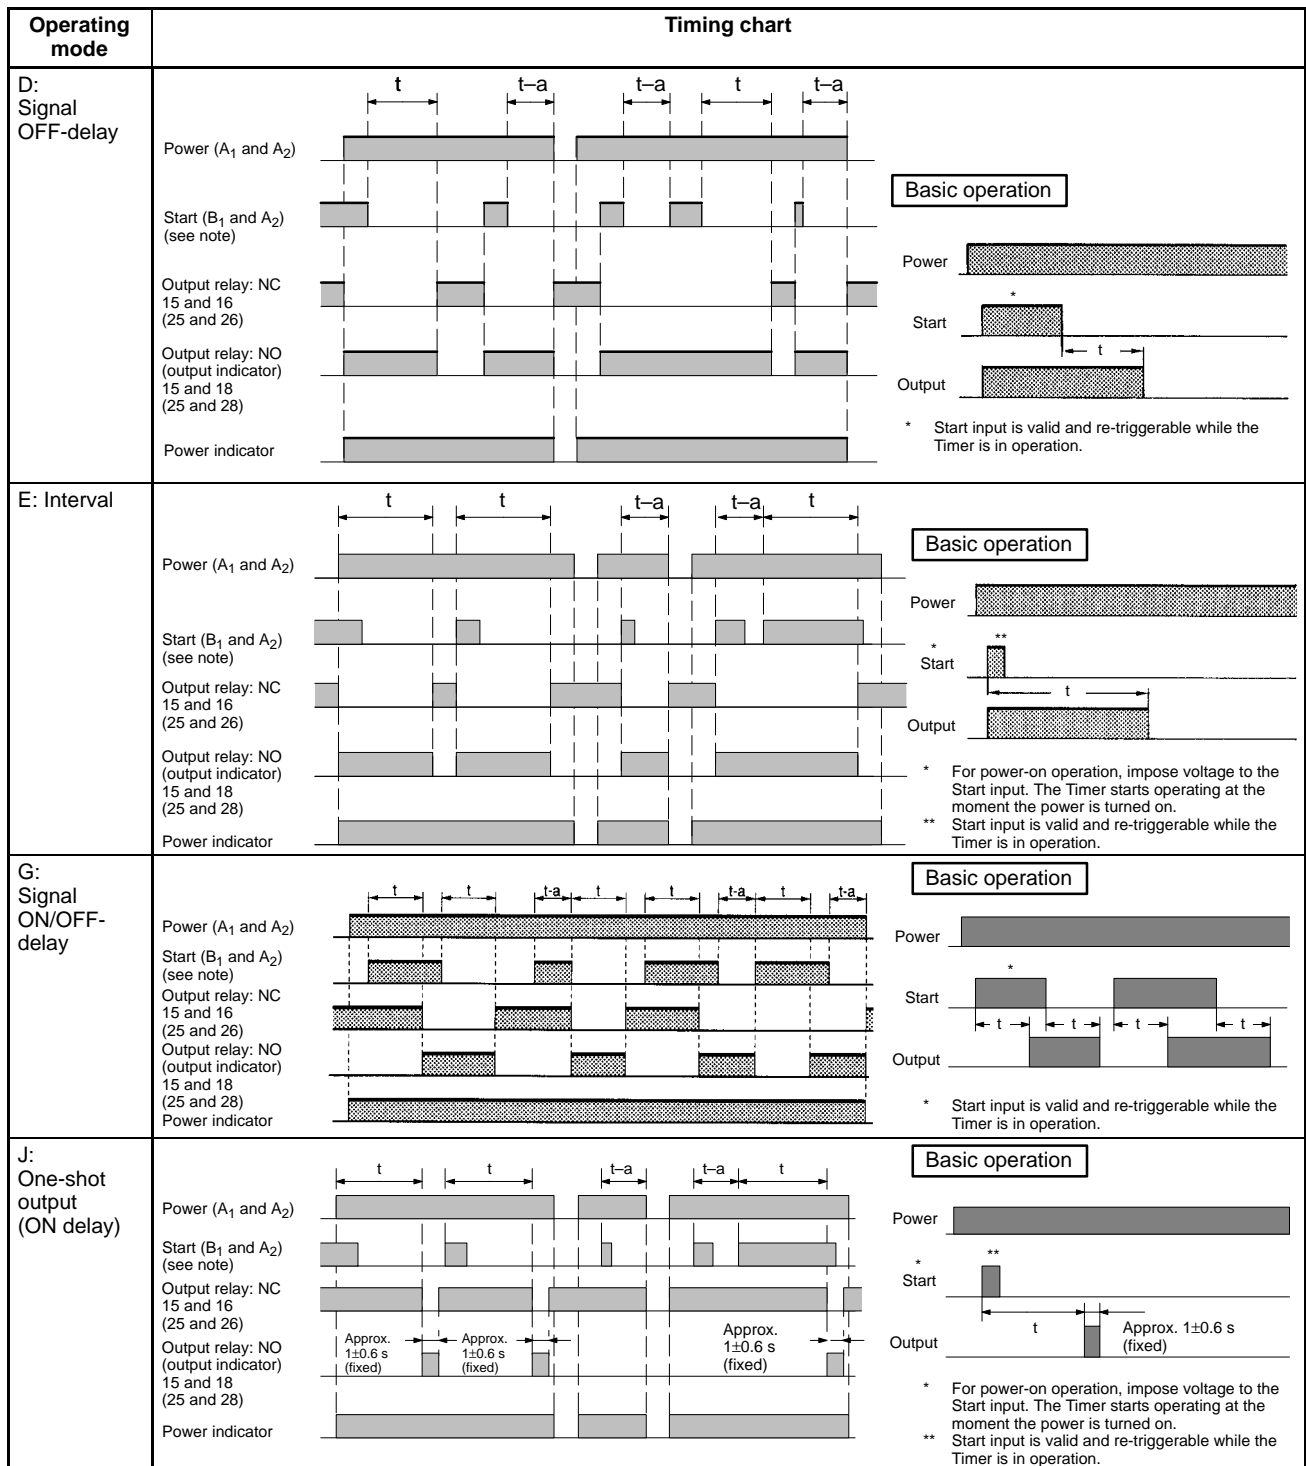 Operating
mode
Timing chart
D:
Signal
OFF-delay
t
t–a
t–a
t
t–a
Power (A1 and A2)
Start (B1 and A2)
(see note)
Output relay: NC
15 and 16
(25 and 26)
Output relay: NO
(output indicator)
15 and 18
(25 and 28)
Power indicator
Basic operation
Power
*
Start
t
Output
* Start input is valid and re-triggerable while the
Timer is in operation.
E: Interval
t
t
t–a
t–a
t
Power (A1 and A2)
Start (B1 and A2)
(see note)
Output relay: NC
15 and 16
(25 and 26)
Output relay: NO
(output indicator)
15 and 18
(25 and 28)
Power indicator
Basic operation
Power
*
**
Start
t
Output
* For power-on operation, impose voltage to the
Start input. The Timer starts operating at the
moment the power is turned on.
** Start input is valid and re-triggerable while the
Timer is in operation.
G:
Signal
ON/OFF-
delay
t
t
t-a
t
t
t-a
t
t-a
Power (A1 and A2)
Start (B1 and A2)
(see note)
Output relay: NC
15 and 16
(25 and 26)
Output relay: NO
(output indicator)
15 and 18
(25 and 28)
Power indicator
Basic operation
Power
*
Start
t
t
t
t
Output
* Start input is valid and re-triggerable while the
Timer is in operation.
J:
One-shot
output
(ON delay)
t
t
t–a
t–a
t
Power (A1 and A2)
Start (B1 and A2)
(see note)
Output relay: NC
15 and 16
(25 and 26)
Output relay: NO
(output indicator)
15 and 18
(25 and 28)
Approx.
1±0.6 s
(fixed)
Approx.
1±0.6 s
(fixed)
Approx.
1±0.6 s
(fixed)
Power indicator
Basic operation
Power
*
**
Start
t
Approx. 1±0.6 s
(fixed)
Output
* For power-on operation, impose voltage to the
Start input. The Timer starts operating at the
moment the power is turned on.
** Start input is valid and re-triggerable while the
Timer is in operation.